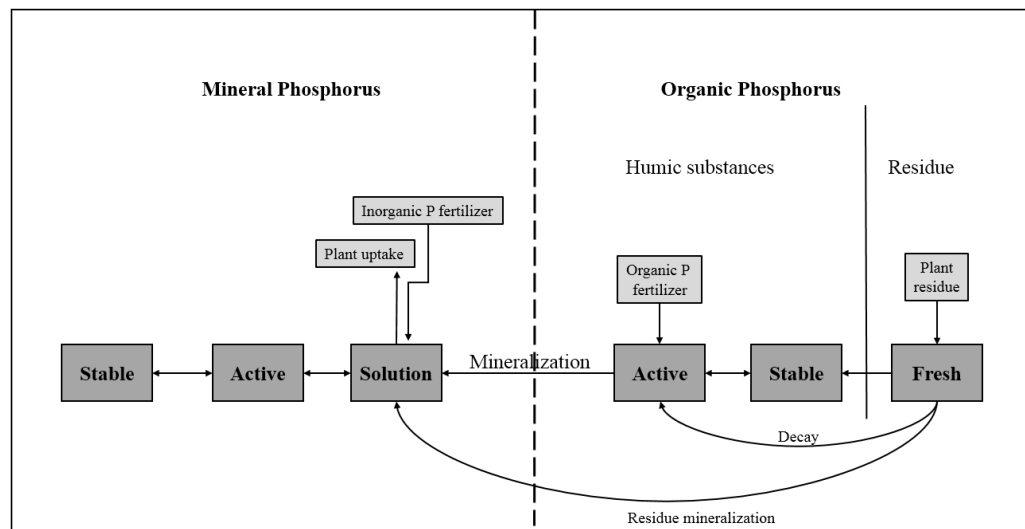 Mineral Phosphorus
Organic Phosphorus
Humic substances
Residue
Inorganic P fertilizer
Plant uptake
Organic P
fertilizer
Plant
residue
Stable
Active
Solution
Mineralization
Active
Stable
Fresh
Decay
Residue mineralization